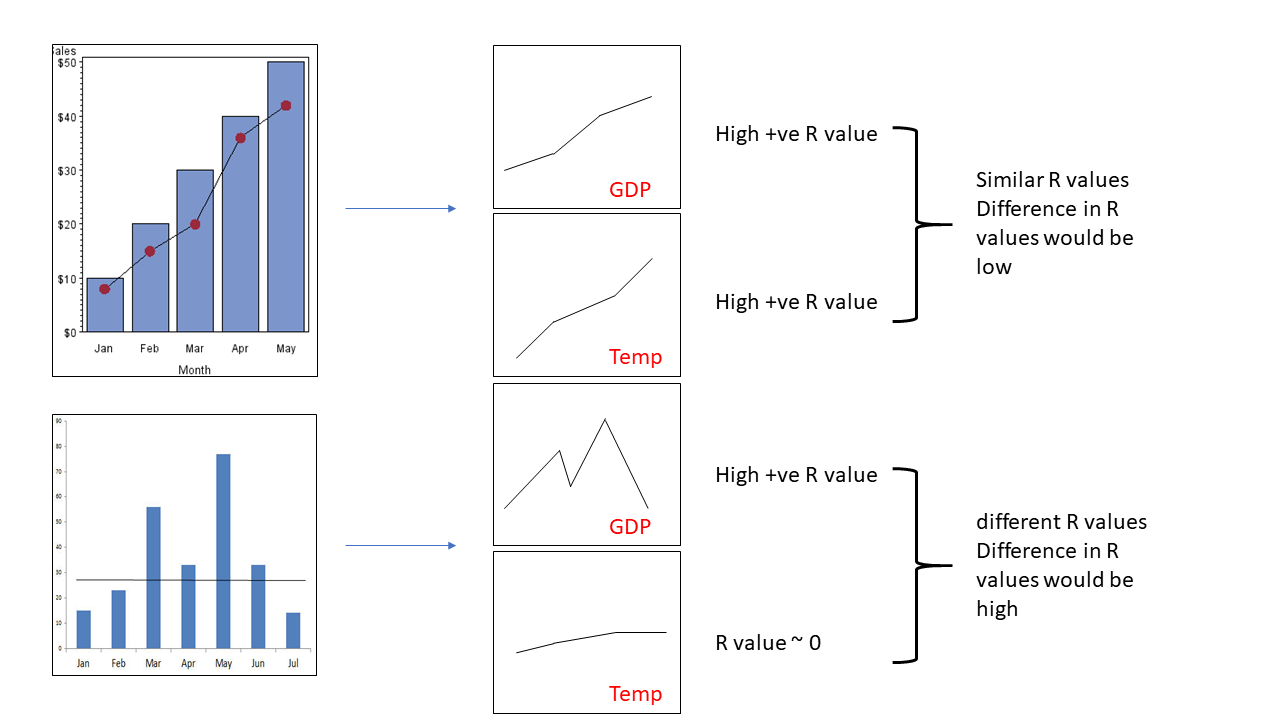 ales
$50
$40
$30
$20
$10
$0
Jan Feb Mar Apr May
Month
GDP
High +ve R value
Temp
High +ve R value
Similar R values
Difference in R
values would be
low
90
80
70
60
50
40
30
20
10
0
Jan Feb Mar Apr May Jun Jul
GDP
High +ve R value
Temp
R value ~ 0
different R values
Difference in R
values would be
high